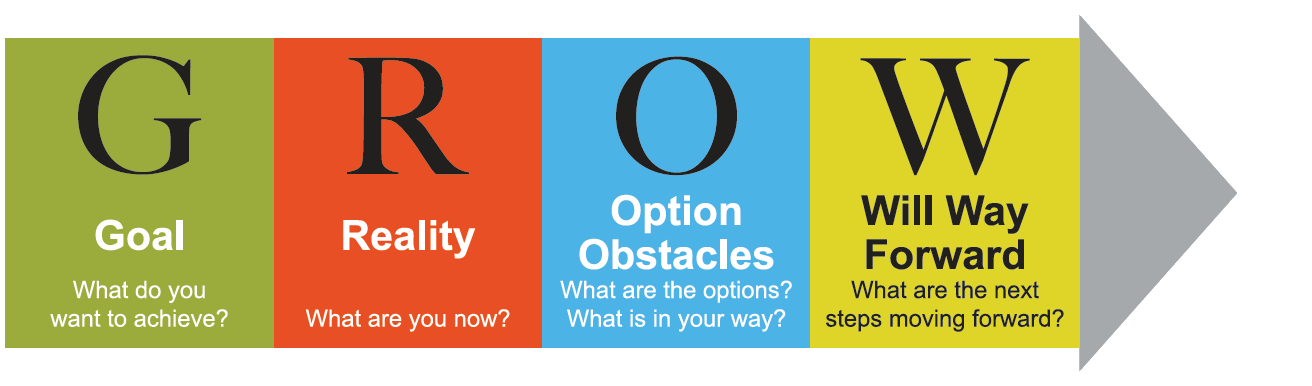 G
Goal
What do you
want to achieve?
R
Reality
What are you now?
O
Option
Obstacles
What are the options?
What is in your way?
W
Will Way
Forward
What are the next
steps moving forward?